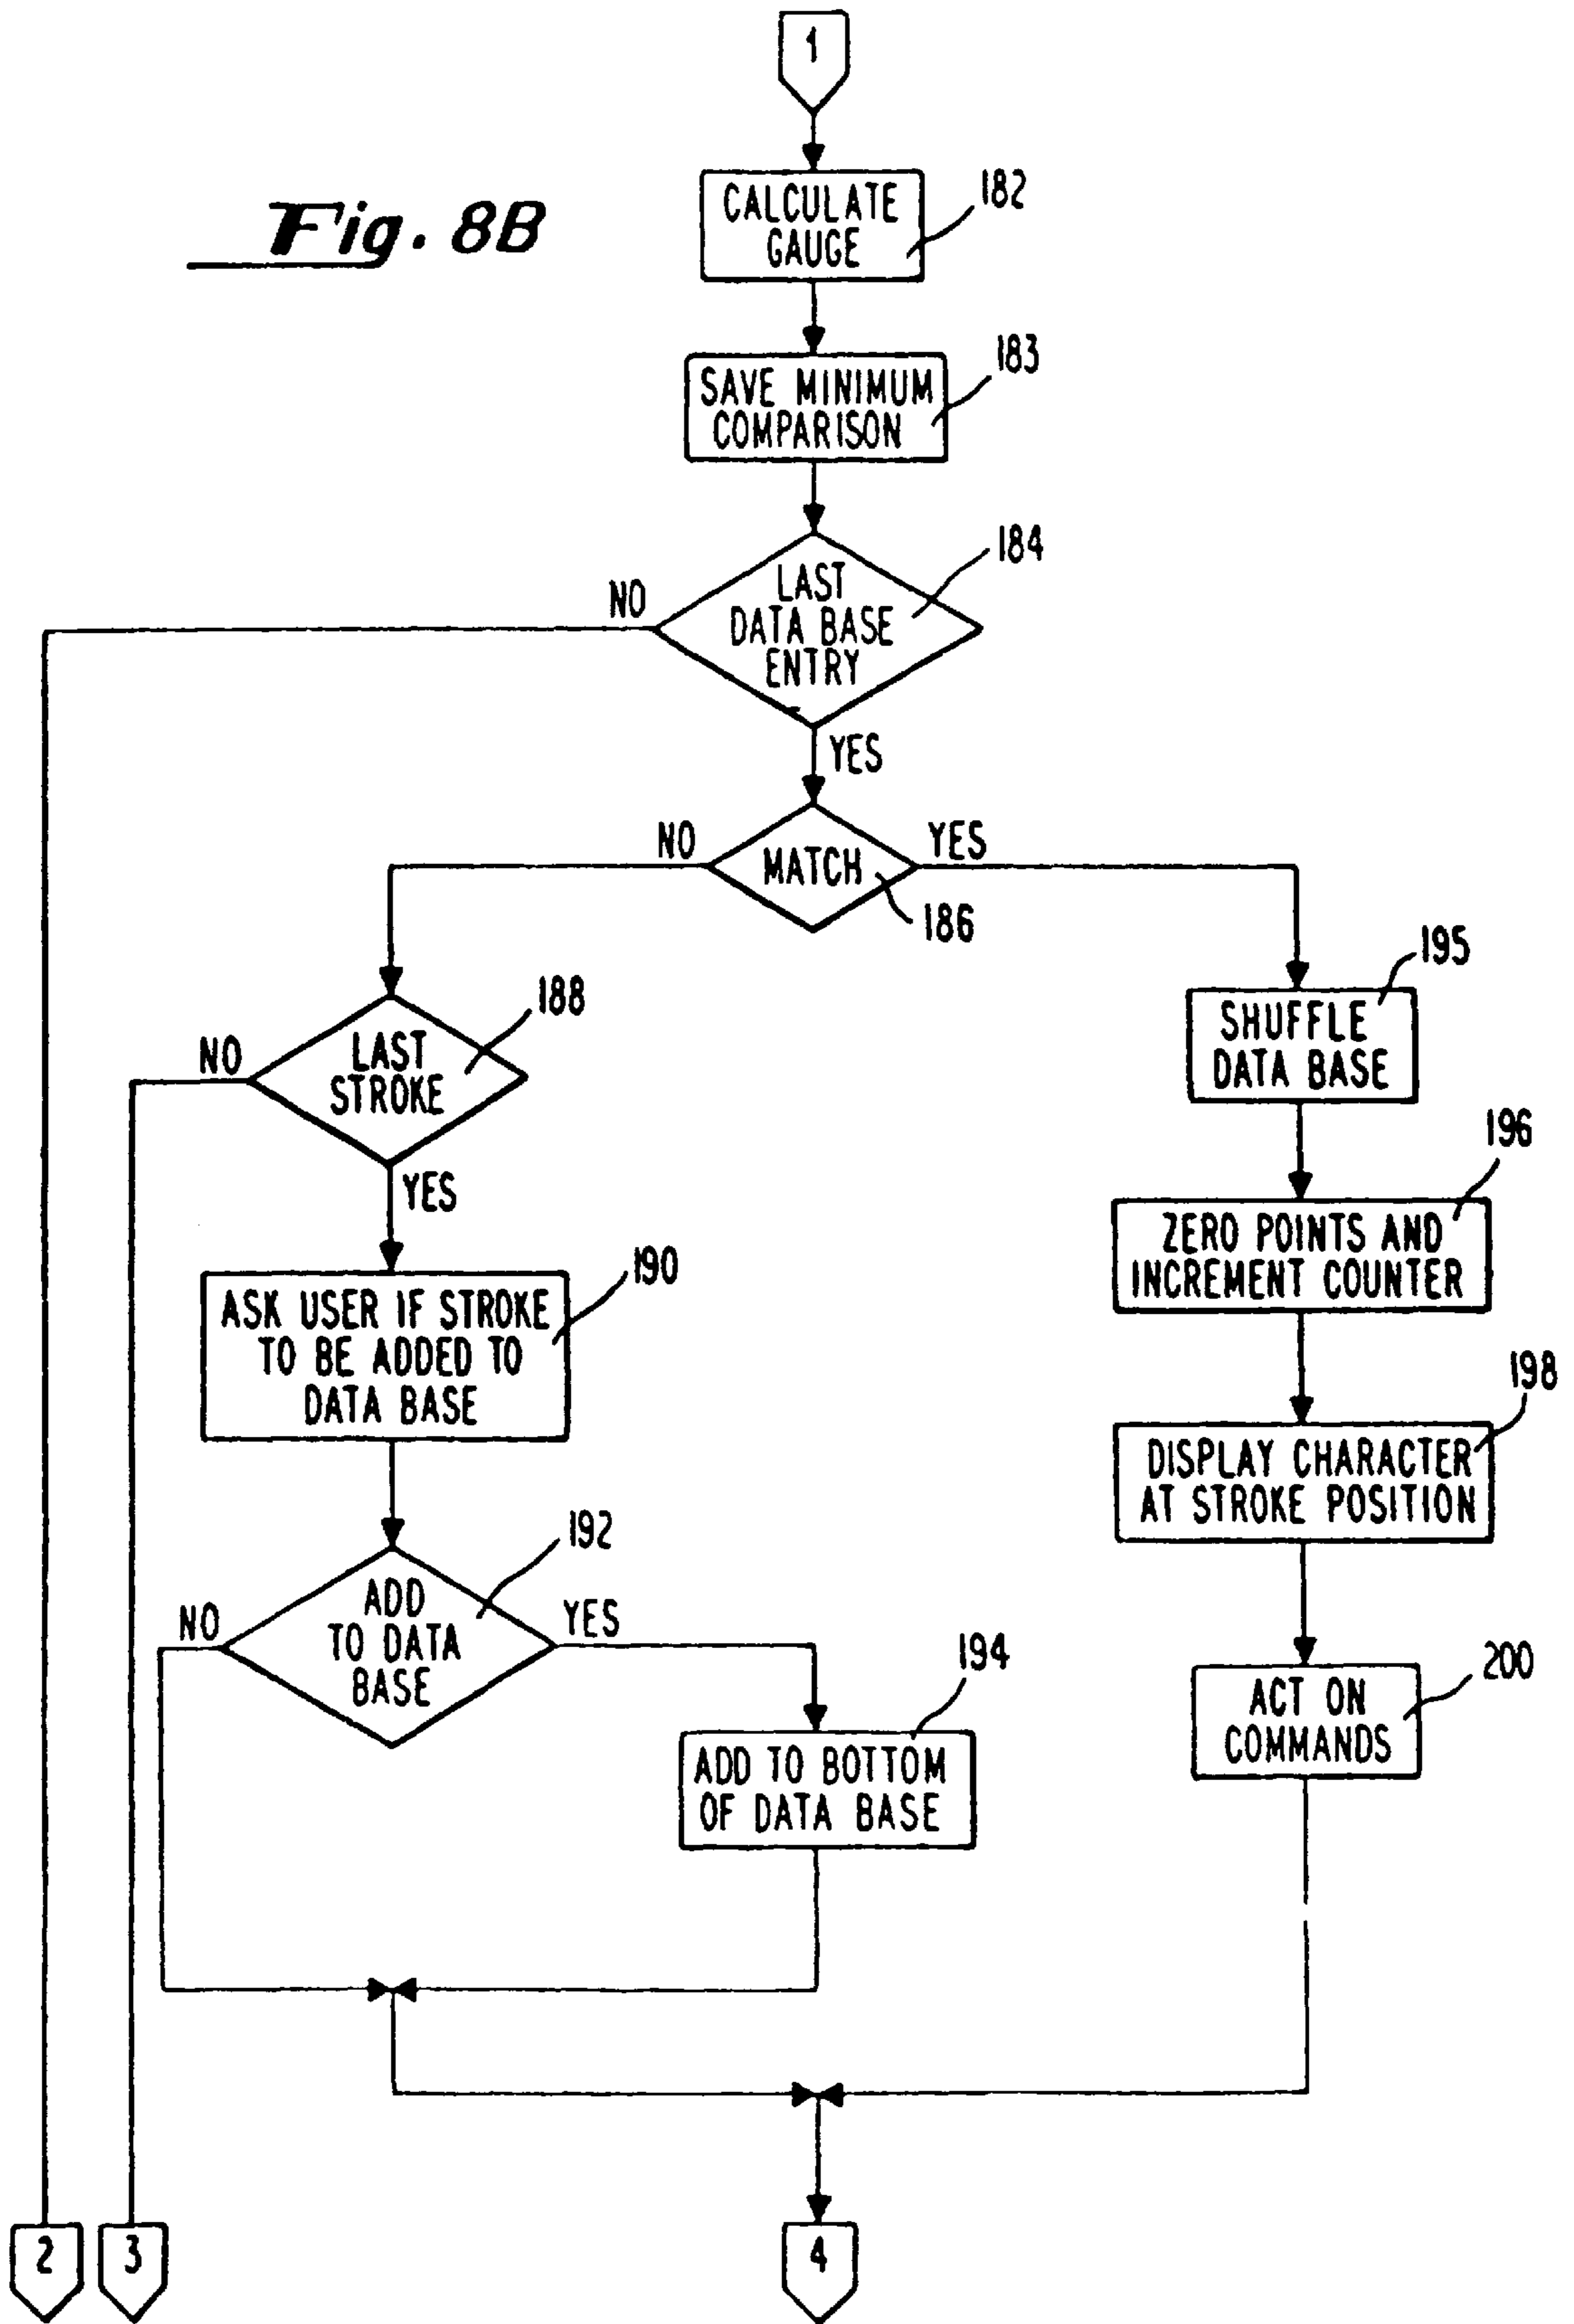 1
Fig. 8B
CALCULATE
GAUGE
182
SAVE MINIMUM
COMPARISON
183
LAST
DATA BASE
ENTRY
184
NO
YES
MATCH
186
NO
YES
LAST
STROKE
188
NO
YES
ASK USER IF STROKE
TO BE ADDED TO
DATA BASE
190
ADD
TO DATA
BASE
192
NO
YES
ADD TO BOTTOM
OF DATA BASE
194
SHUFFLE
DATA BASE
195
ZERO POINTS AND
INCREMENT COUNTER
196
DISPLAY CHARACTER
AT STROKE POSITION
198
ACT ON
COMMANDS
200
2
3
4